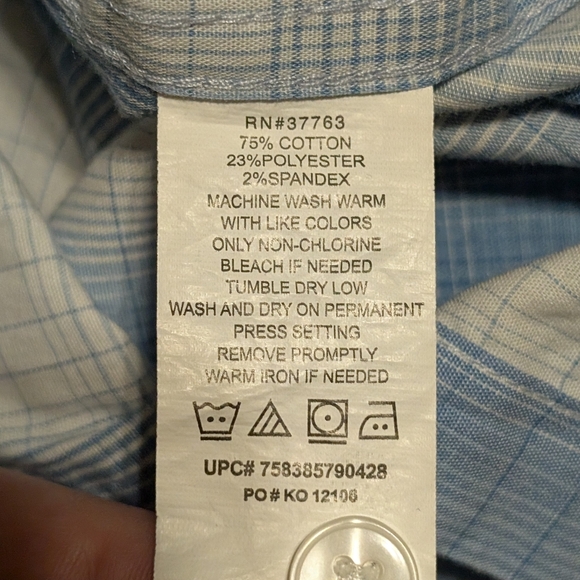 RN#37763
75% COTTON
23%POLYESTER
2%SPANDEX
MACHINE WASH WARM
WITH LIKE COLORS
ONLY NON-CHLORINE
BLEACH IF NEEDED
TUMBLE DRY LOW
WASH AND DRY ON PERMANENT
PRESS SETTING
REMOVE PROMPTLY
WARM IRON IF NEEDED
UPC# 758385790428
PO# KO 12106